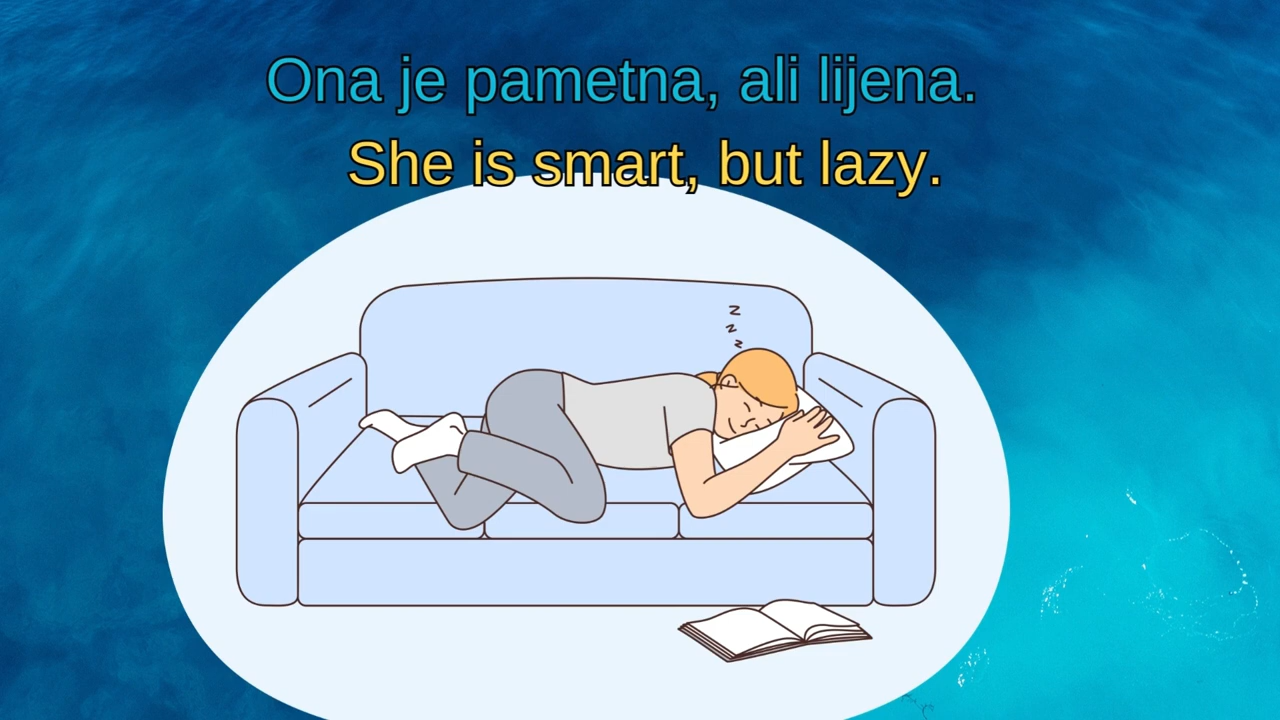 Ona je pametna, ali lijena.
She is smart, but lazy.
z
z
z